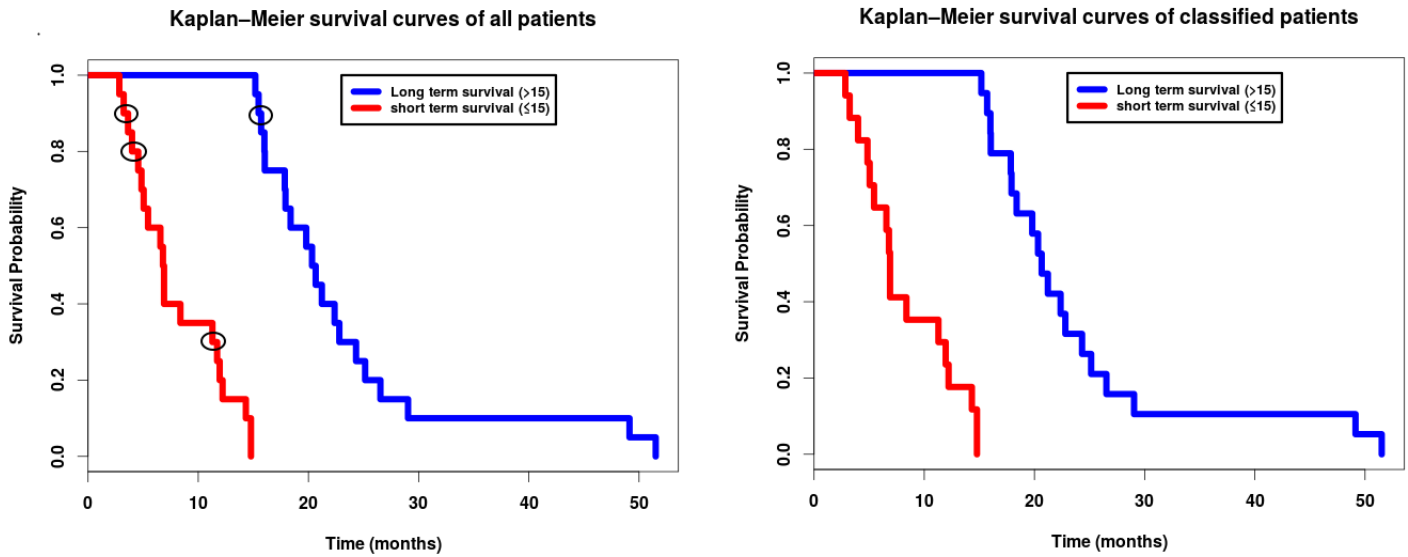 Kaplan–Meier survival curves of all patients
Long term survival (>15)
short term survival (≤15)
Survival Probability
1.0
0.8
0.6
0.4
0.2
0.0
0 10 20 30 40 50
Time (months)
Kaplan–Meier survival curves of classified patients
Long term survival (>15)
short term survival (≤15)
Survival Probability
1.0
0.8
0.6
0.4
0.2
0.0
0 10 20 30 40 50
Time (months)